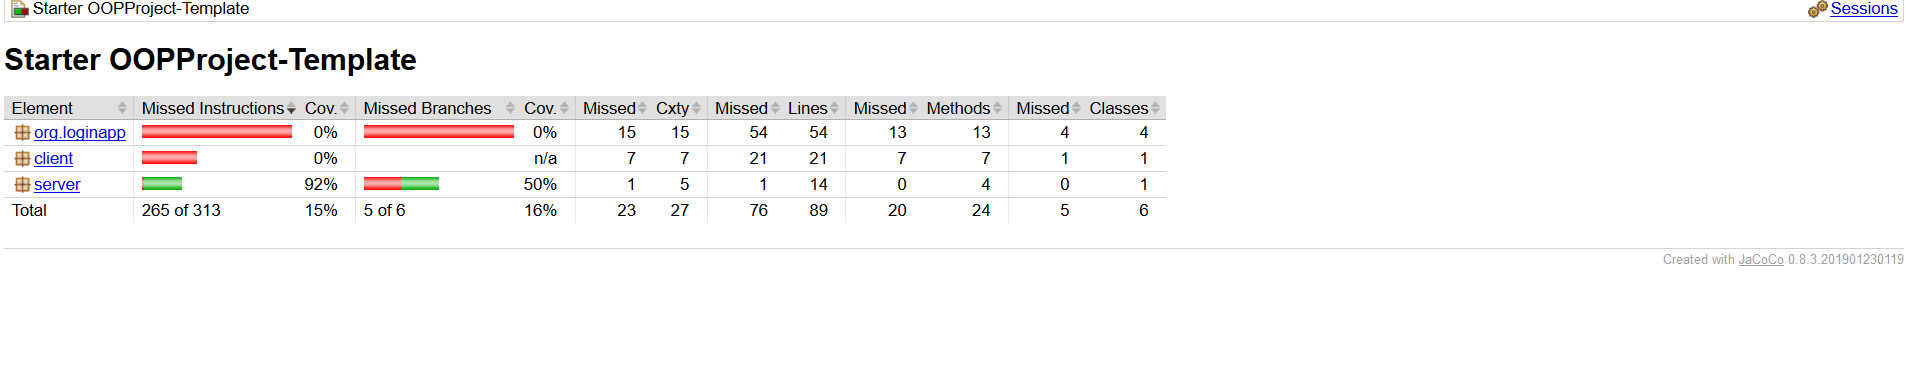 Starter OOPProject-Template Sessions
Starter OOPProject-Template
Element Missed Instructions Cov. Missed Branches Cov. Missed Cxty Missed Lines Missed Methods Missed Classes
org.loginapp 0% 0% 15 15 54 54 13 13 4 4
client 0% n/a 7 7 21 21 7 7 1 1
server 92% 50% 1 5 1 14 0 4 0 1
Total 265 of 313 15% 5 of 6 16% 23 27 76 89 20 24 5 6
Created with JaCoCo 0.8.3.201901230119